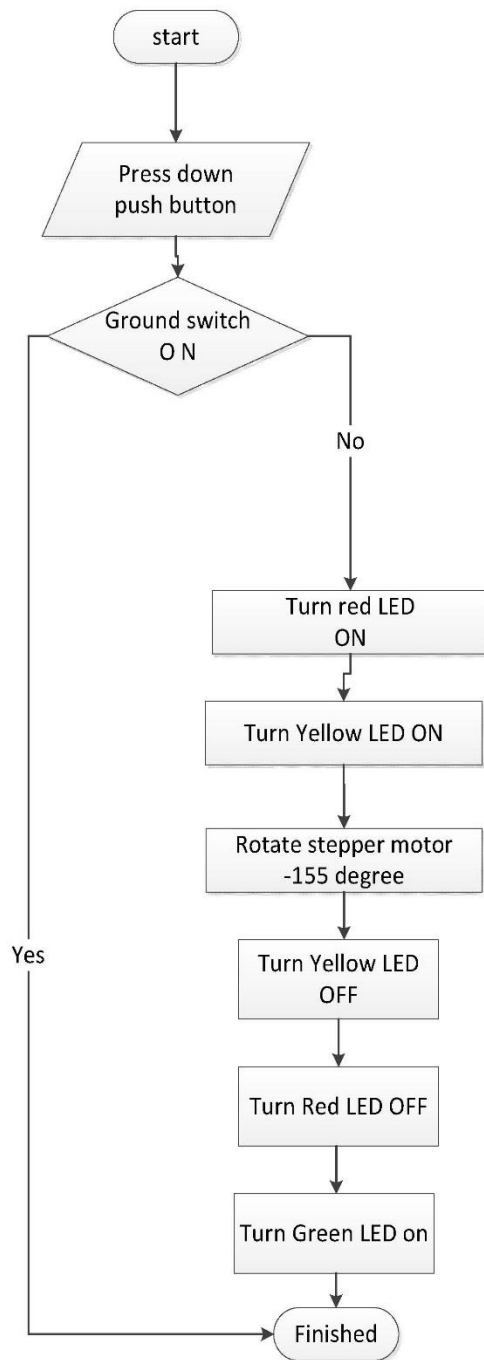 start
Press down
push button
Ground switch
O N
No
Turn red LED
ON
Turn Yellow LED ON
Rotate stepper motor
-155 degree
Yes
Turn Yellow LED
OFF
Turn Red LED OFF
Turn Green LED on
Finished